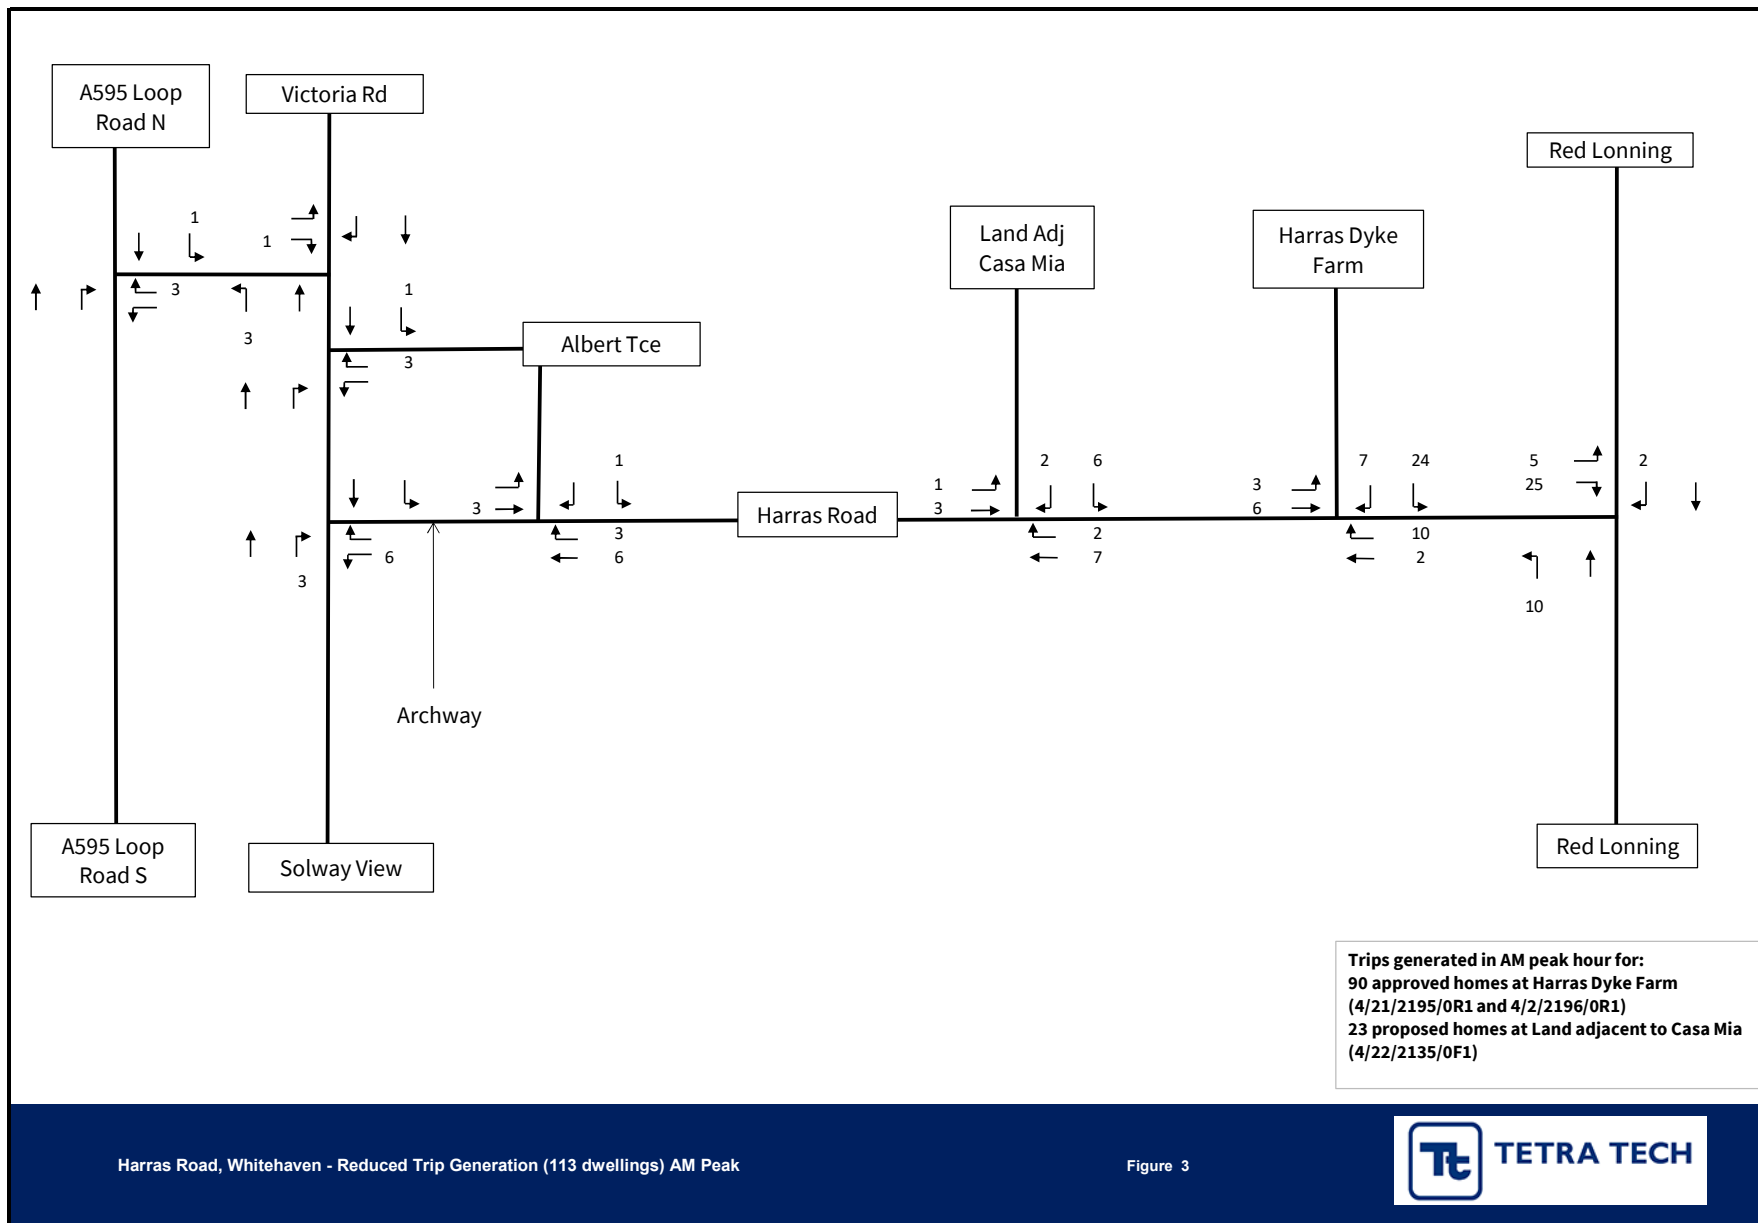 A595 Loop
Road N
Victoria Rd
Red Lonning
1
1
Land Adj
Casa Mia
Harras Dyke
Farm
3
1
3
Albert Tce
3
1
2
6
7
24
5
2
1
3
25
3
3
6
Harras Road
3
2
10
6
6
7
2
3
10
Archway
A595 Loop
Road S
Solway View
Red Lonning
Trips generated in AM peak hour for:
90 approved homes at Harras Dyke Farm
(4/21/2195/0R1 and 4/2/2196/0R1)
23 proposed homes at Land adjacent to Casa Mia
(4/22/2135/0F1)
Harras Road, Whitehaven - Reduced Trip Generation (113 dwellings) AM Peak
Figure 3
Tt TETRA TECH